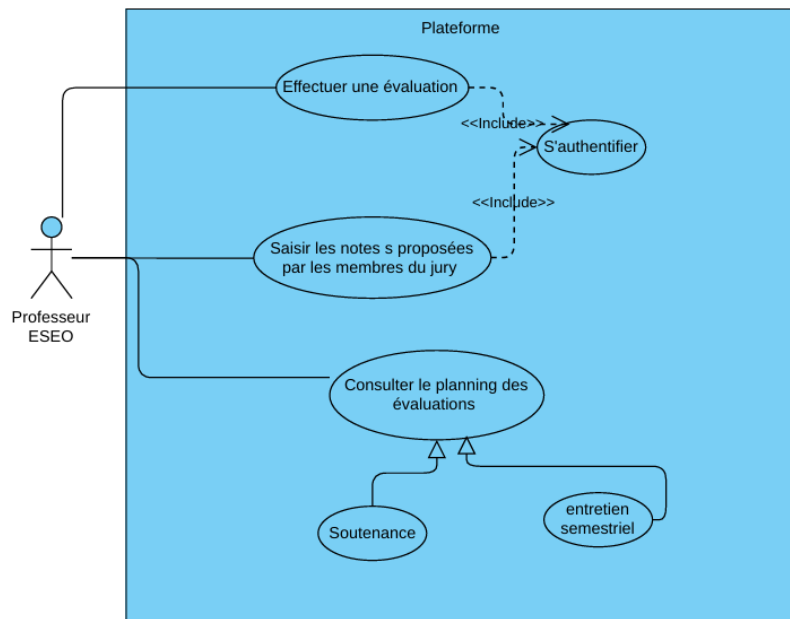 Plateforme
Effectuer une évaluation
<<Include>>
S'authentifier
<<Include>>
Saisir les notes s proposées
par les membres du jury
Professeur
ESEO
Consulter le planning des
évaluations
Soutenance
entretien
semestriel